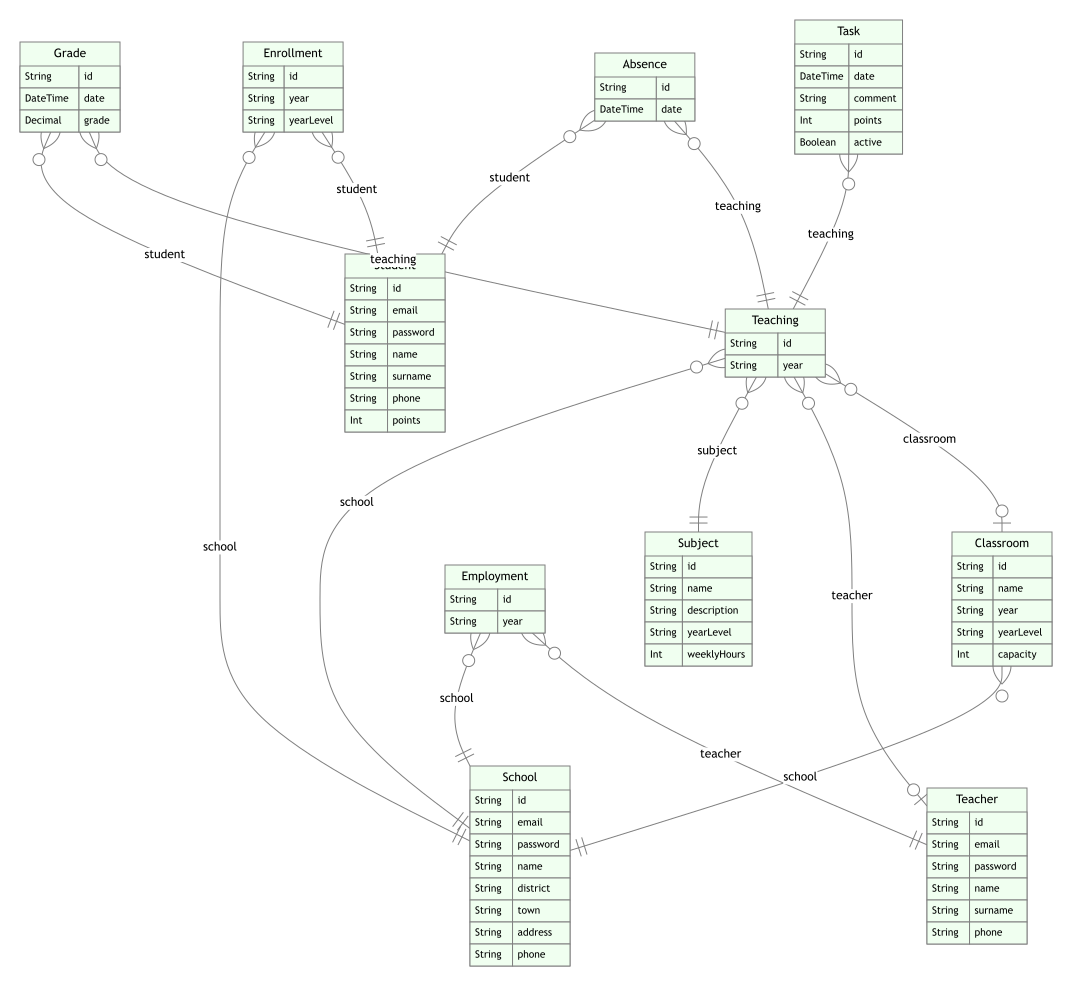 Grade
String id
DateTime date
Decimal grade
Enrollment
String id
String year
String yearLevel
Absence
String id
DateTime date
Task
String id
DateTime date
String comment
Int points
Boolean active
student
student
student
teaching
teaching
teaching
Student
String id
String email
String password
String name
String surname
String phone
Int points
Teaching
String id
String year
school
school
subject
teacher
classroom
Subject
String id
String name
String description
String yearLevel
Int weeklyHours
Classroom
String id
String name
String year
String yearLevel
Int capacity
Employment
String id
String year
school
teacher
school
School
String id
String email
String password
String name
String district
String town
String address
String phone
Teacher
String id
String email
String password
String name
String surname
String phone